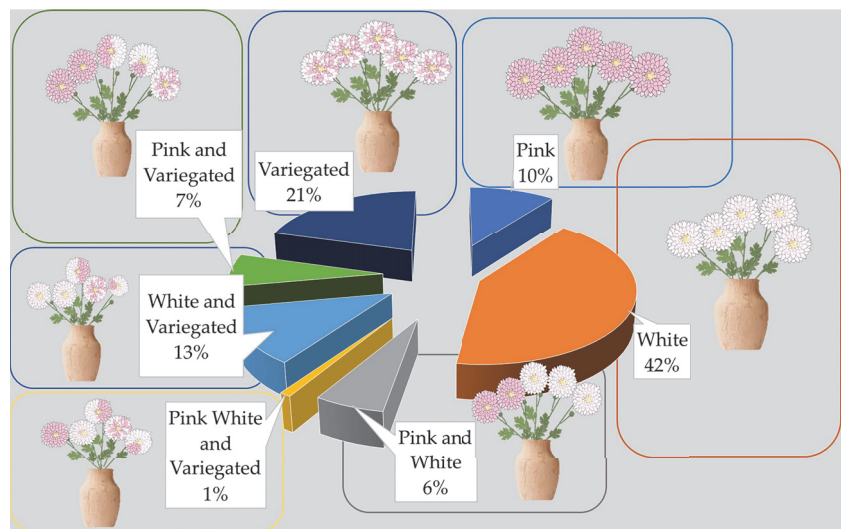 Pink
10%
Variegated
21%
Pink and
Variegated
7%
White and
Variegated
13%
White
42%
Pink White
and
Variegated
1%
Pink and
White
6%